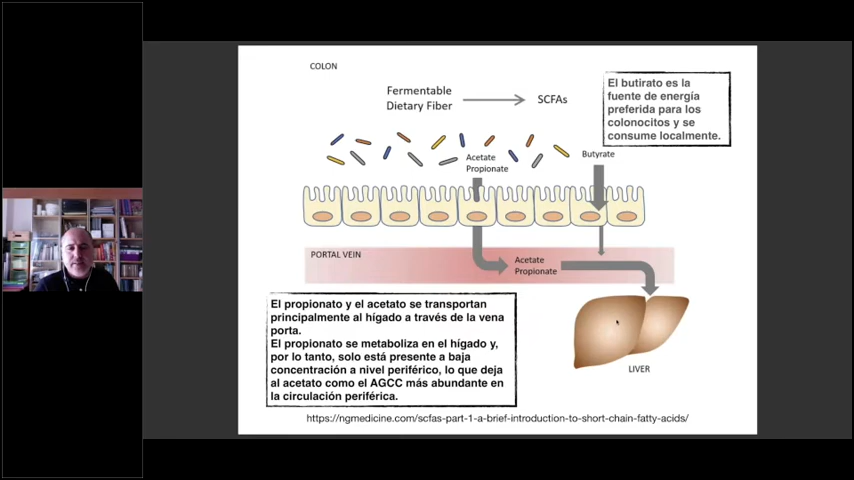 COLON
Fermentable
Dietary Fiber
SCFAs
El butirato es la
fuente de energía
preferida para los
colonocitos y se
consume localmente.
Acetate
Propionate
Butyrate
PORTAL VEIN
Acetate
Propionate
El propionato y el acetato se transportan
principalmente al hígado a través de la vena
porta.
El propionato se metaboliza en el hígado y,
por lo tanto, solo está presente a baja
concentración a nivel periférico, lo que deja
al acetato como el AGCC más abundante en
la circulación periférica.
LIVER
https://ngmedicine.com/scfas-part-1-a-brief-introduction-to-short-chain-fatty-acids/